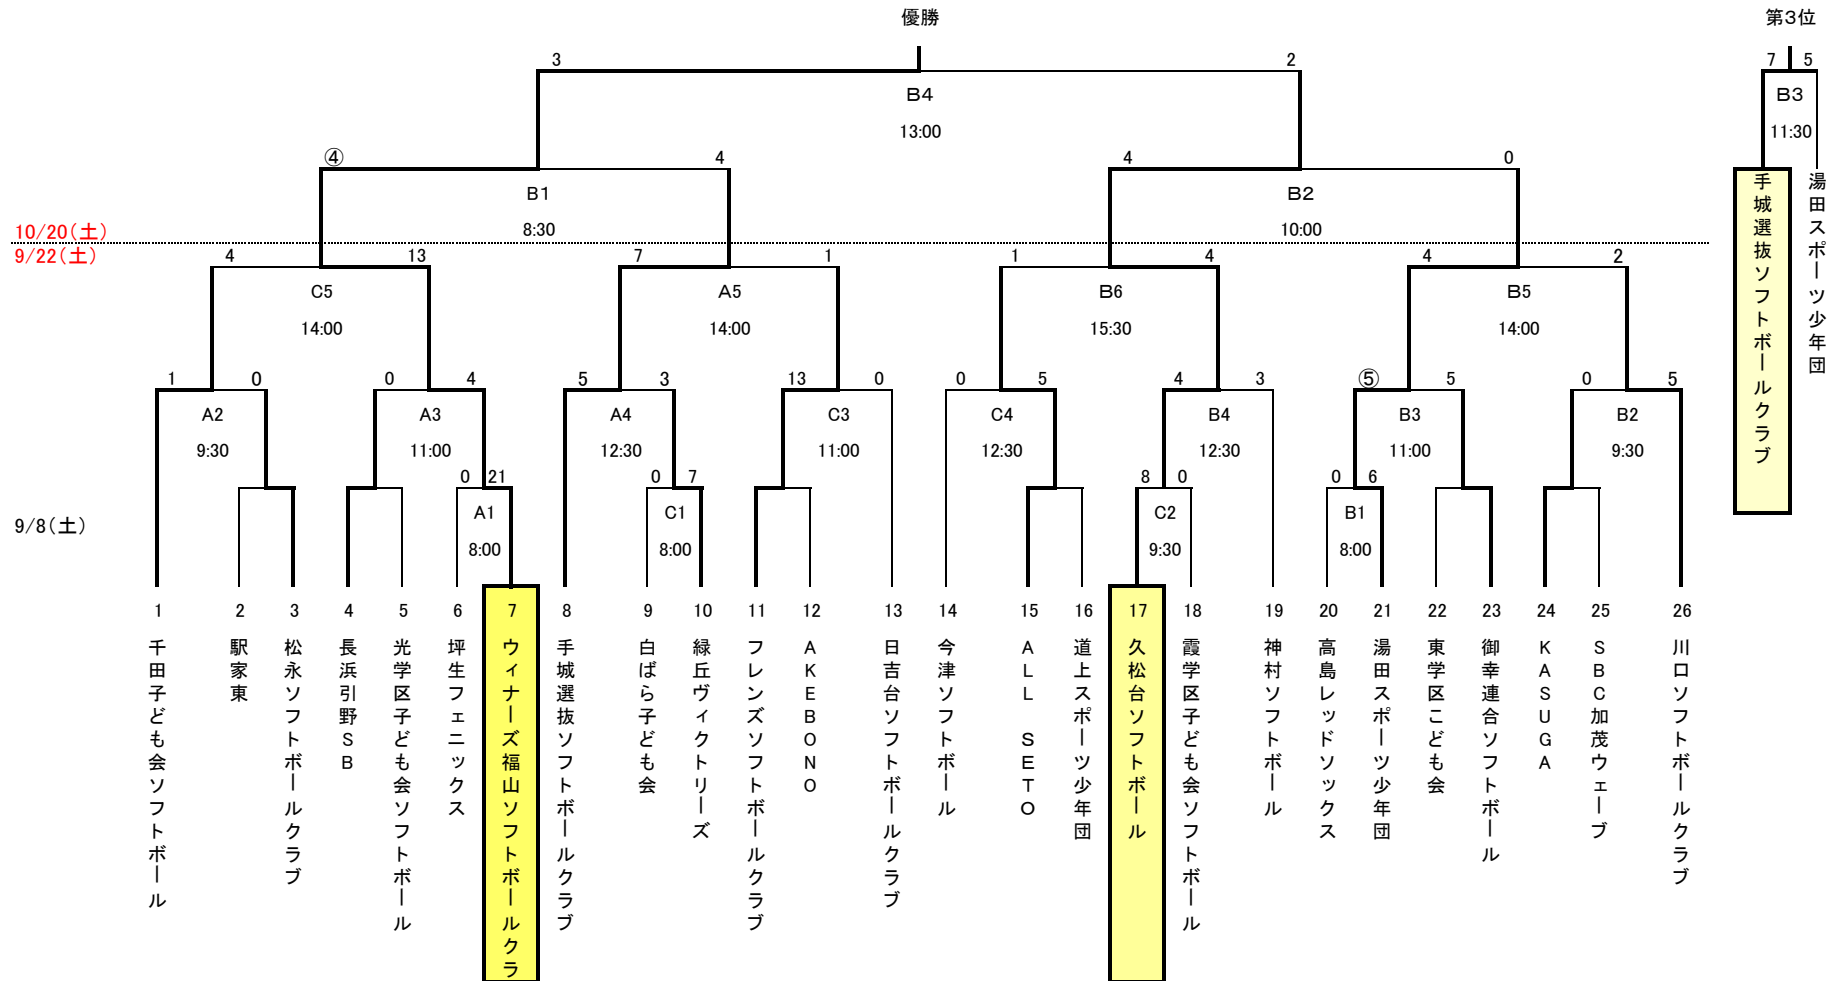 優勝 第3位
3 2 7 5
B4 B3
13:00 11:30
④ 4 4 0
B1 B2
8:30 10:00
手城選抜ソフトボールクラブ
湯田スポーツ少年団
10/20(土)
9/22(土)
4 13 7 1 1 4 4 2
C5 A5 B6 B5
14:00 14:00 15:30 14:00
1 0 0 4 5 3 13 0 0 5 4 3 ⑤ 5 0 5
A2 A3 A4 C3 C4 B4 B3 B2
9:30 11:00 12:30 11:00 12:30 12:30 11:00 9:30
0 21 0 7 8 0 0 6
A1 C1 C2 B1
8:00 8:00 9:30 8:00
9/8(土)
1 千田子ども会ソフトボール
2 駅家東
3 松永ソフトボールクラブ
4 長浜引野SB
5 光学区子ども会ソフトボール
6 坪生フェニックス
7 ウィナーズ福山ソフトボールクラ
8 手城選抜ソフトボールクラブ
9 白ばら子ども会
10 緑丘ヴィクトリーズ
11 フレンズソフトボールクラブ
12 AKEBONO
13 日吉台ソフトボールクラブ
14 今津ソフトボール
15 ALL SETO
16 道上スポーツ少年団
17 久松台ソフトボール
18 霞学区子ども会ソフトボール
19 神村ソフトボール
20 高島レッドソックス
21 湯田スポーツ少年団
22 東学区こども会
23 御幸連合ソフトボール
24 KASUGA
25 SBC加茂ウェーブ
26 川口ソフトボールクラブ